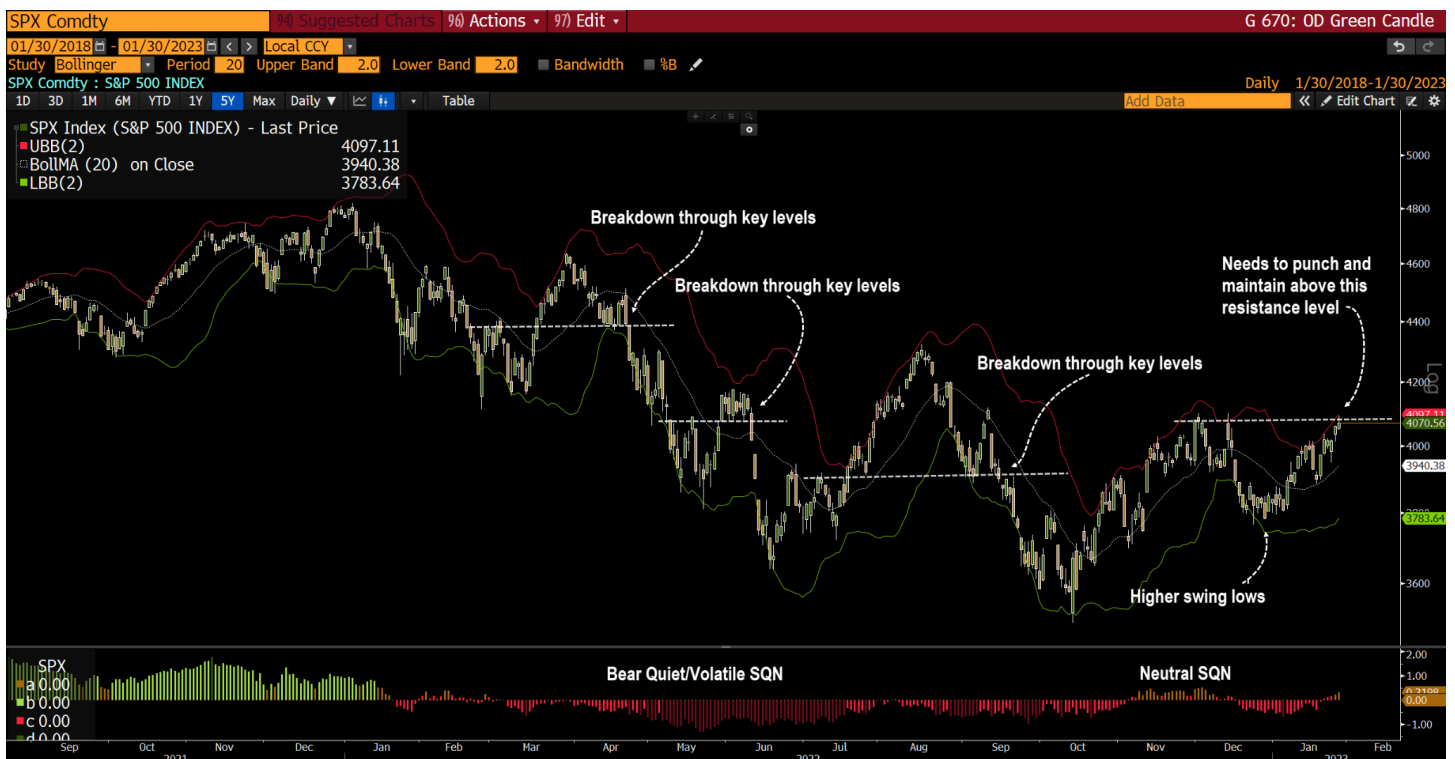 SPX Comdty 94) Suggested Charts 96) Actions 97) Edit G 670: OD Green Candle
01/30/2018 - 01/30/2023 < > Local CCY
Study Bollinger Period 20 Upper Band 2.0 Lower Band 2.0 Bandwidth %B
SPX Comdty : S&P 500 INDEX Daily 1/30/2018-1/30/2023
1D 3D 1M 6M YTD 1Y 5Y Max Daily ▼ Table Add Data « Edit Chart
SPX Index (S&P 500 INDEX) - Last Price
UBB(2) 4097.11
BollMA (20) on Close 3940.38
LBB(2) 3783.64
Breakdown through key levels
Breakdown through key levels
Breakdown through key levels
Needs to punch and
maintain above this
resistance level
Higher swing lows
5000
4800
4600
4400
4200
Log
4097.11
4070.56
4000
3940.38
3800
3783.64
3600
SPX
a 0.00
b 0.00
c 0.00
d 0.00
Bear Quiet/Volatile SQN
Neutral SQN
2.00
1.00
0.3198
0.00
-1.00
Sep Oct Nov Dec Jan Feb Mar Apr May Jun Jul Aug Sep Oct Nov Dec Jan Feb
2021 2022 2023